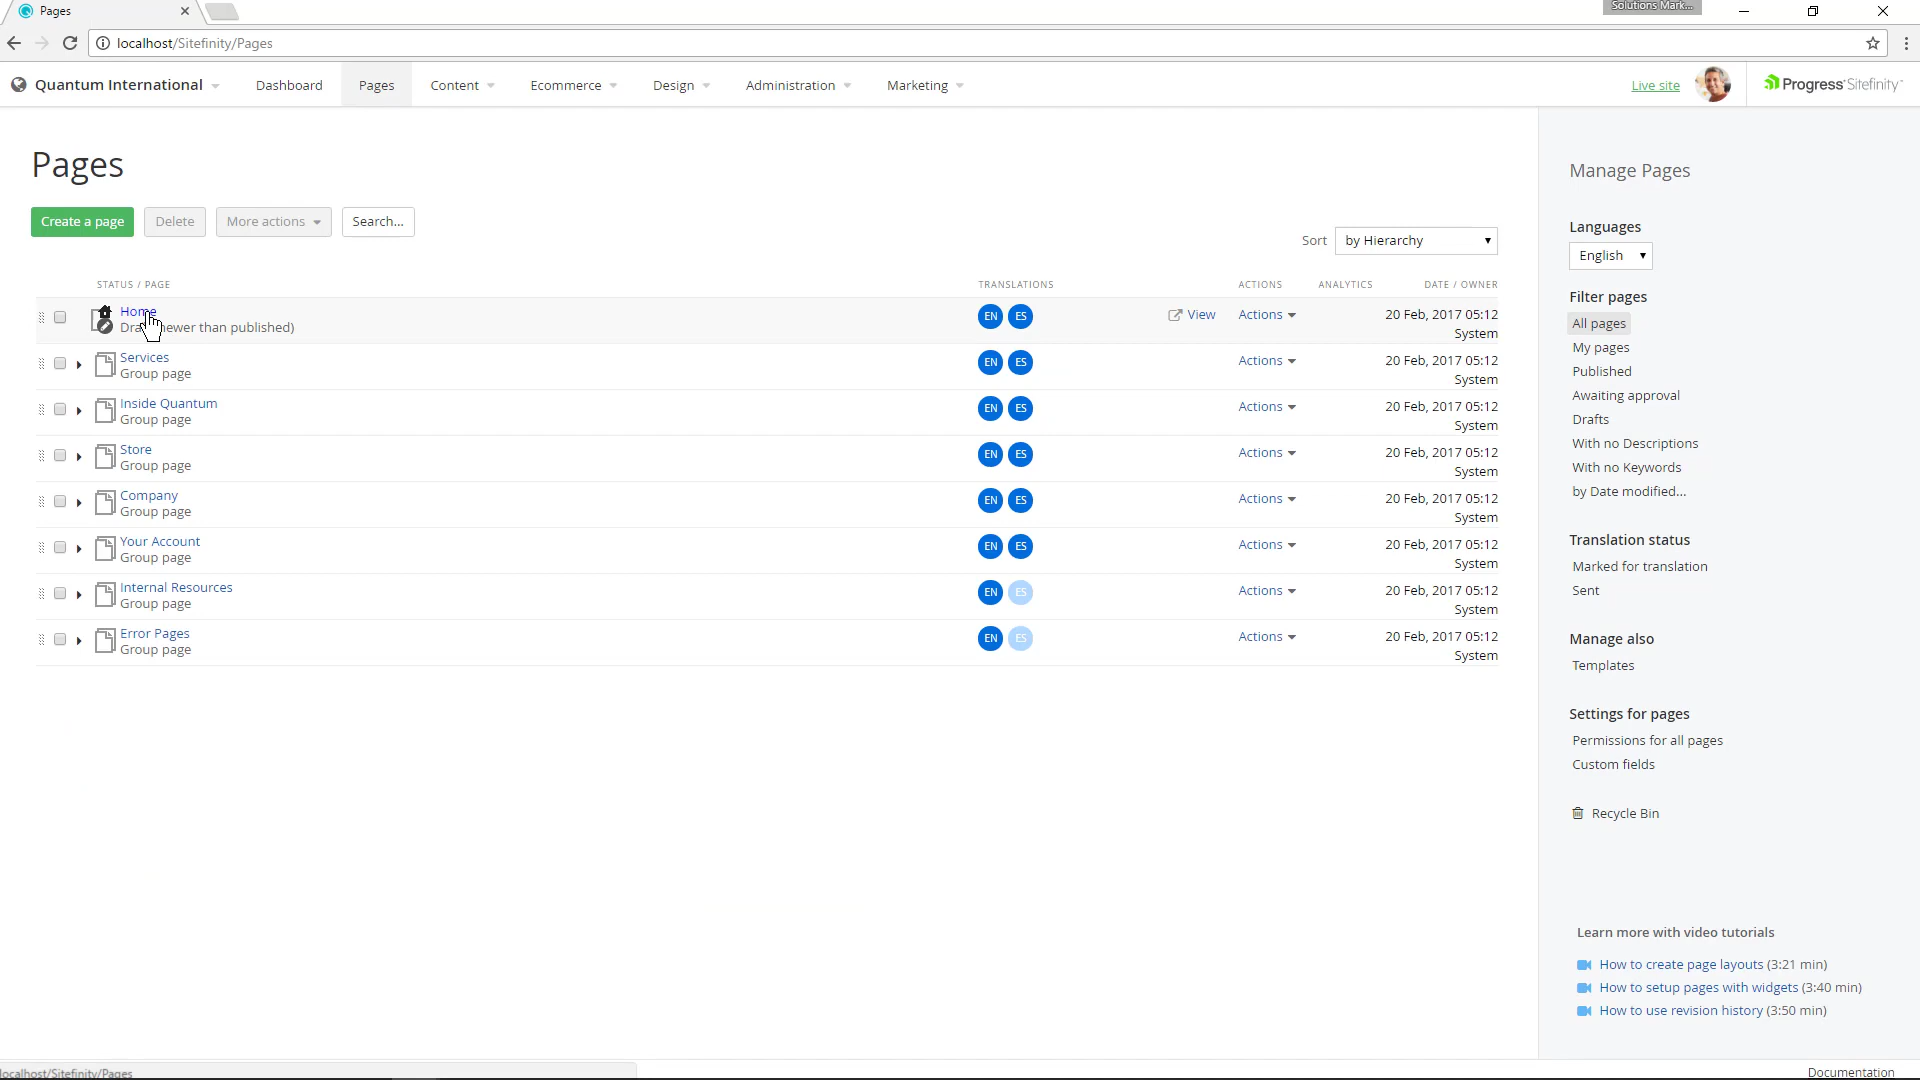 Pages
Solutions Mark...
localhost/Sitefinity/Pages
Quantum International
Dashboard
Pages
Content
Ecommerce
Design
Administration
Marketing
Live site
Progress Sitefinity
Pages
Create a page
Delete
More actions
Search...
Sort
by Hierarchy
STATUS / PAGE
TRANSLATIONS
ACTIONS
ANALYTICS
DATE / OWNER
Home
newer than published)
EN ES
View
Actions
20 Feb, 2017 05:12
System
Services
Group page
EN ES
Actions
20 Feb, 2017 05:12
System
Inside Quantum
Group page
EN ES
Actions
20 Feb, 2017 05:12
System
Store
Group page
EN ES
Actions
20 Feb, 2017 05:12
System
Company
Group page
EN ES
Actions
20 Feb, 2017 05:12
System
Your Account
Group page
EN ES
Actions
20 Feb, 2017 05:12
System
Internal Resources
Group page
EN ES
Actions
20 Feb, 2017 05:12
System
Error Pages
Group page
EN ES
Actions
20 Feb, 2017 05:12
System
Manage Pages
Languages
English
Filter pages
All pages
My pages
Published
Awaiting approval
Drafts
With no Descriptions
With no Keywords
by Date modified...
Translation status
Marked for translation
Sent
Manage also
Templates
Settings for pages
Permissions for all pages
Custom fields
Recycle Bin
Learn more with video tutorials
How to create page layouts (3:21 min)
How to setup pages with widgets (3:40 min)
How to use revision history (3:50 min)
localhost/Sitefinity/Pages
Documentation